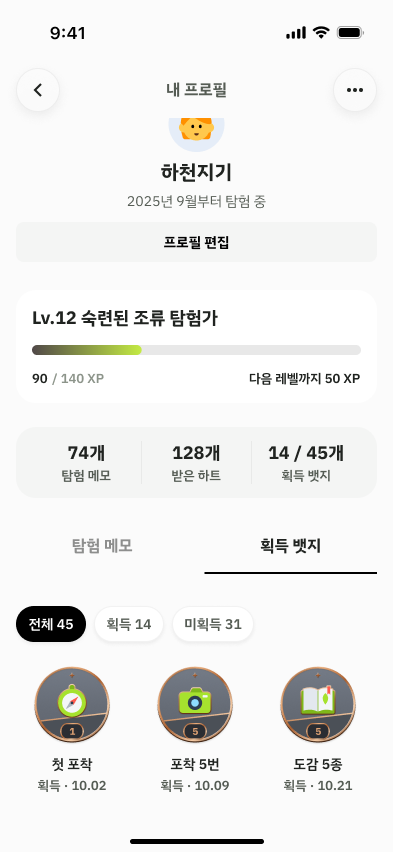 9:41
내 프로필
하천지기
2025년 9월부터 탐험 중
프로필 편집
Lv.12 숙련된 조류 탐험가
90 / 140 XP 다음 레벨까지 50 XP
74개 128개 14 / 45개
탐험 메모 받은 하트 획득 뱃지
탐험 메모 획득 뱃지
전체 45 획득 14 미획득 31
1 5 5
첫 포착 포착 5번 도감 5종
획득 · 10.02 획득 · 10.09 획득 · 10.21